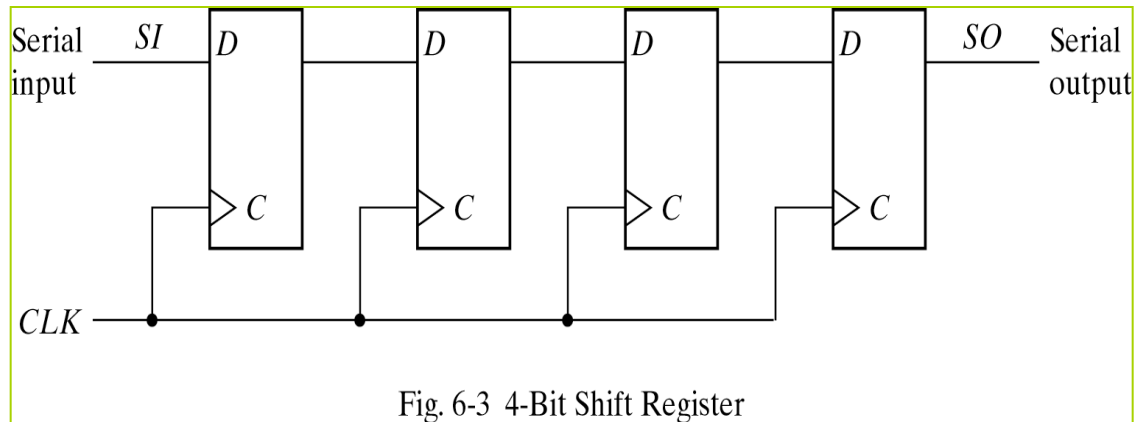 Serial input
SI
D
D
D
D
SO
Serial output
C
C
C
C
CLK
Fig. 6-3 4-Bit Shift Register